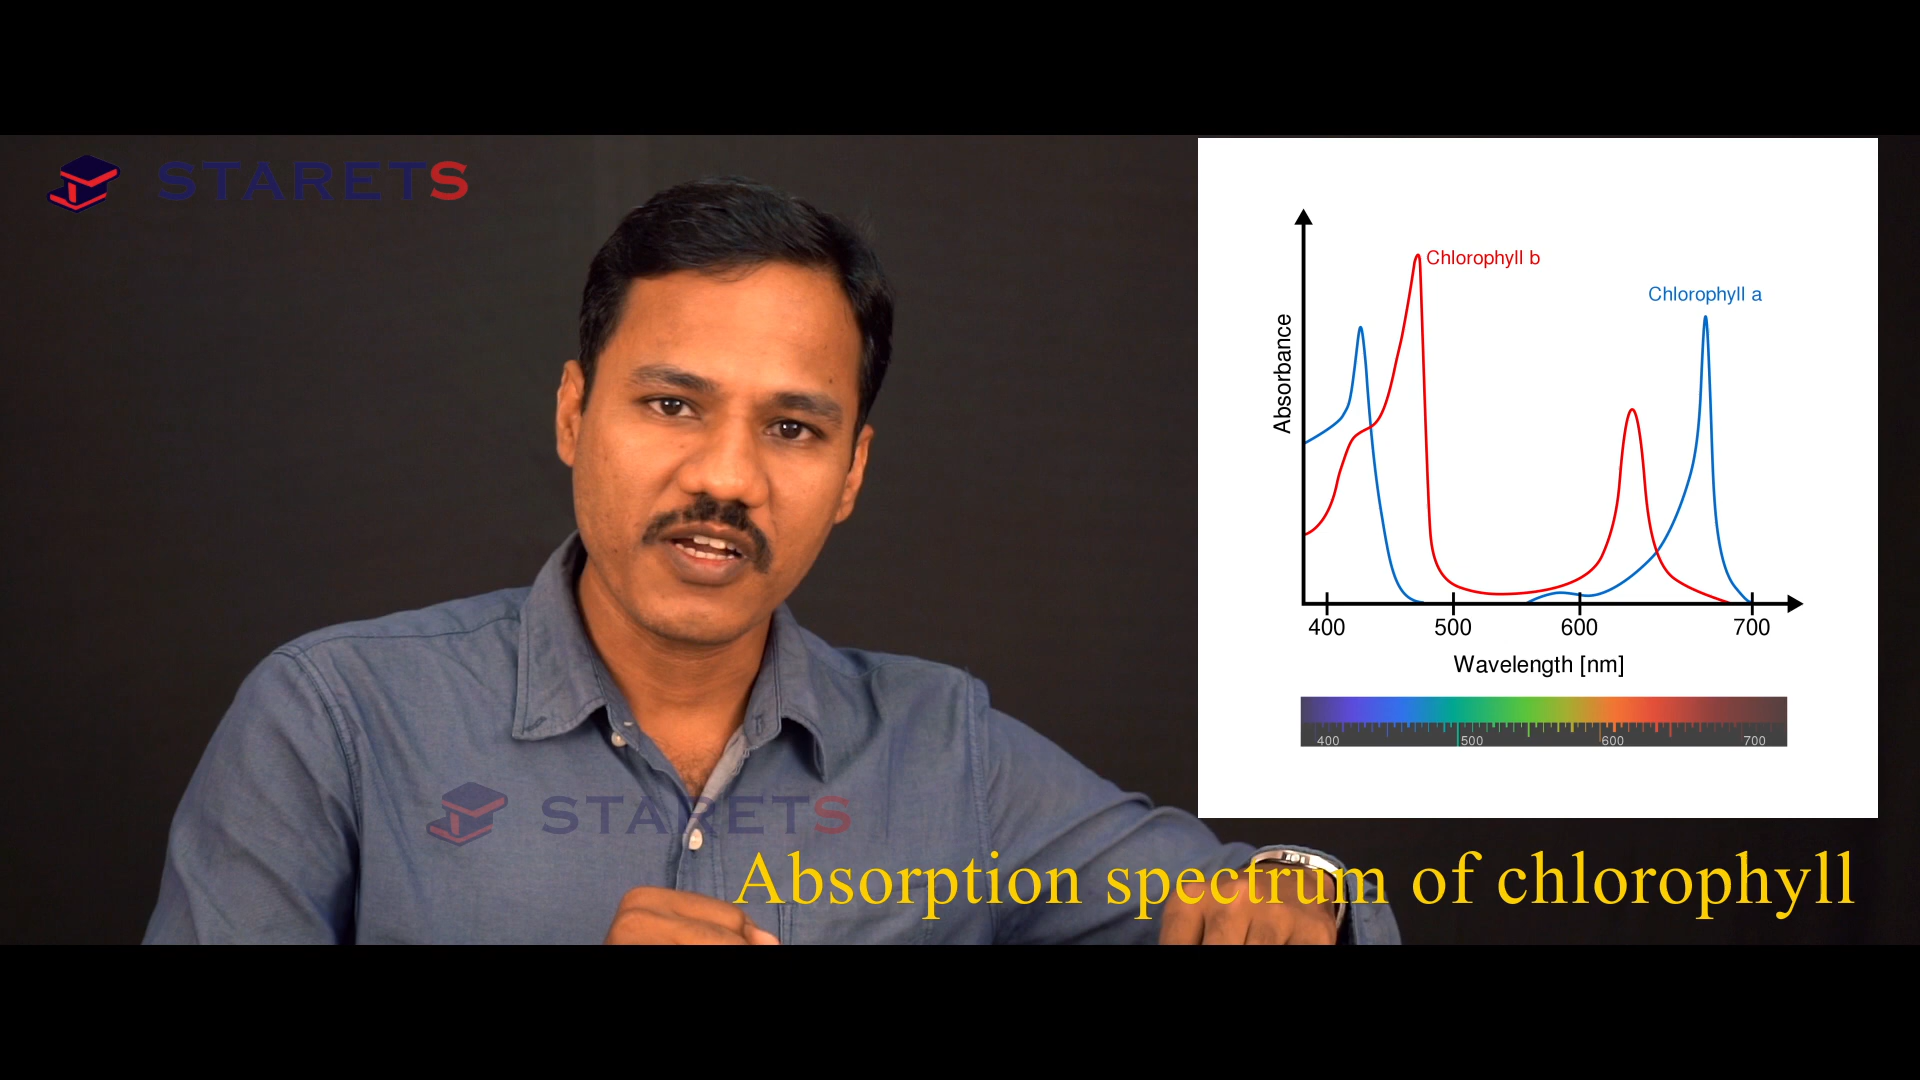 STARETS
Chlorophyll b
Chlorophyll a
Absorbance
400 500 600 700
Wavelength [nm]
400 500 600 700
STARETS
Absorption spectrum of chlorophyll